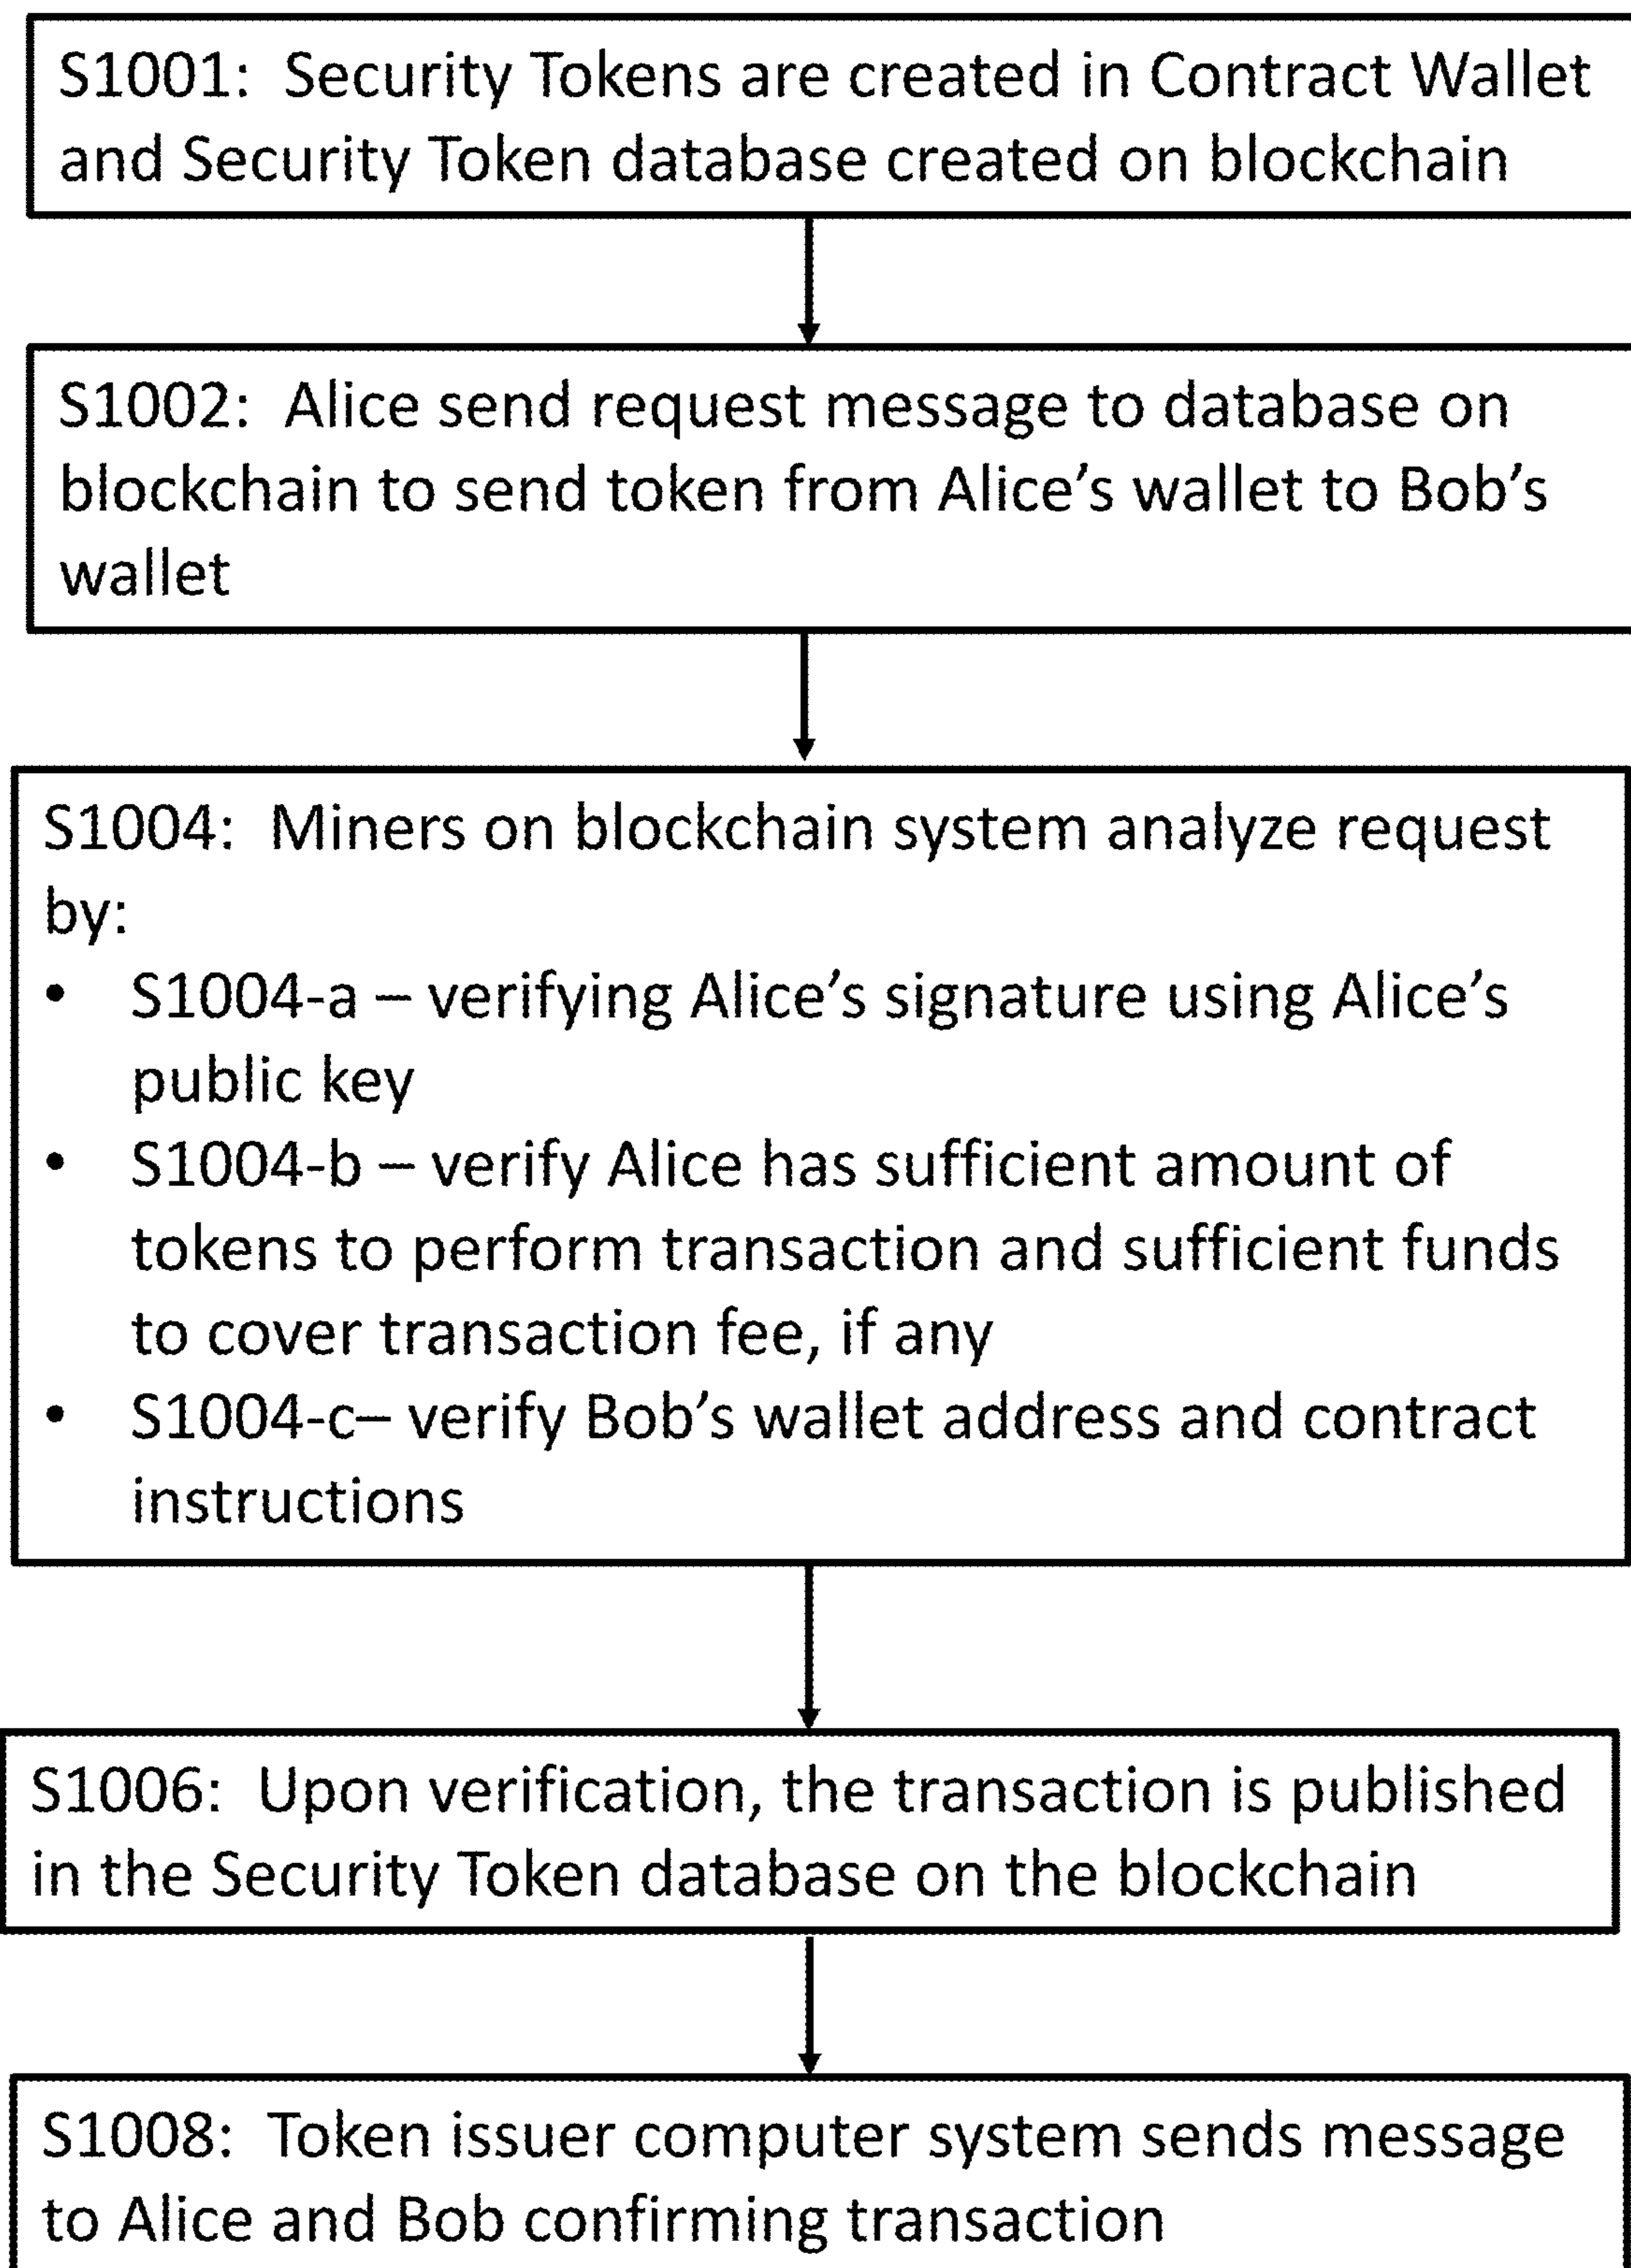 S1001: Security Tokens are created in Contract Wallet
and Security Token database created on blockchain
S1002: Alice send request message to database on
blockchain to send token from Alice’s wallet to Bob’s
wallet
S1004: Miners on blockchain system analyze request
by:
• S1004-a – verifying Alice’s signature using Alice’s
public key
• S1004-b – verify Alice has sufficient amount of
tokens to perform transaction and sufficient funds
to cover transaction fee, if any
• S1004-c– verify Bob’s wallet address and contract
instructions
S1006: Upon verification, the transaction is published
in the Security Token database on the blockchain
S1008: Token issuer computer system sends message
to Alice and Bob confirming transaction